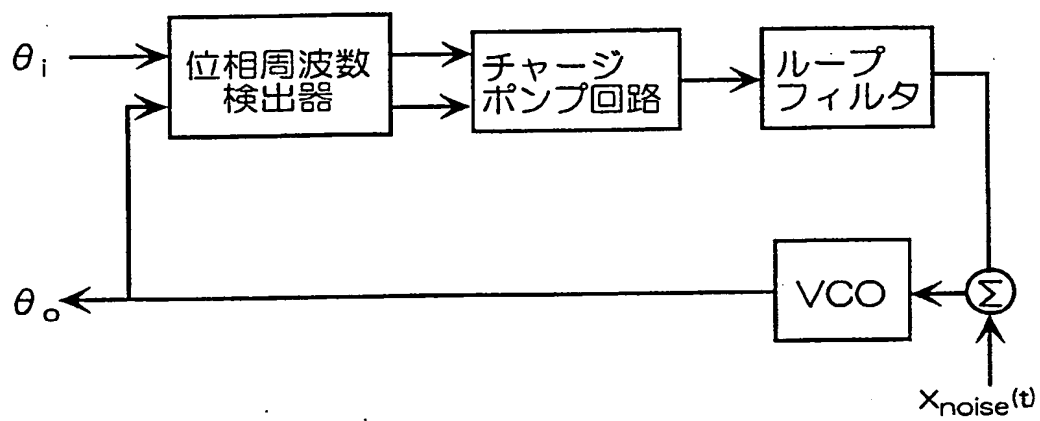 θi
位相周波数
検出器
チャージ
ポンプ回路
ループ
フィルタ
θo
VCO
Σ
xnoise(t)